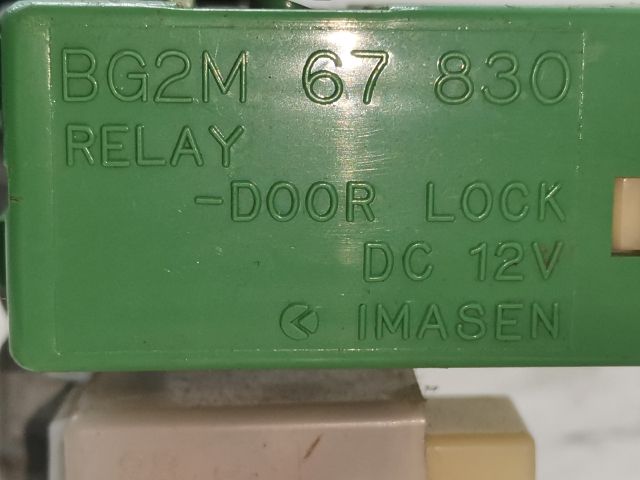 BG2M 67 830
RELAY
-DOOR LOCK
DC 12V
IMASEN